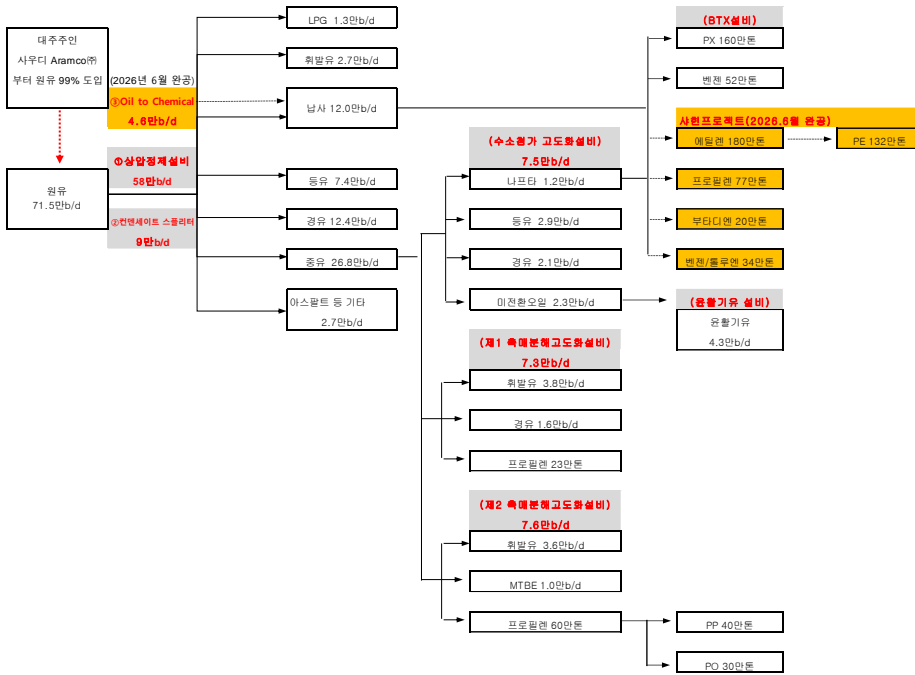 대주주인
사우디 Aramco㈜
부터 원유 99% 도입
(2026년 6월 완공)
③Oil to Chemical
4.6만b/d
①상압정제설비
58만b/d
원유
71.5만b/d
②컨덴세이트 스플리터
9만b/d
LPG 1.3만b/d
휘발유 2.7만b/d
납사 12.0만b/d
등유 7.4만b/d
경유 12.4만b/d
중유 26.8만b/d
아스팔트 등 기타
2.7만b/d
(수소첨가 고도화설비)
7.5만b/d
나프타 1.2만b/d
등유 2.9만b/d
경유 2.1만b/d
미전환오일 2.3만b/d
(제1 촉매분해고도화설비)
7.3만b/d
휘발유 3.8만b/d
경유 1.6만b/d
프로필렌 23만톤
(제2 촉매분해고도화설비)
7.6만b/d
휘발유 3.6만b/d
MTBE 1.0만b/d
프로필렌 60만톤
(BTX설비)
PX 160만톤
벤젠 52만톤
샤힌프로젝트(2026.6월 완공)
에틸렌 180만톤
PE 132만톤
프로필렌 77만톤
부타디엔 20만톤
벤젠/톨루엔 34만톤
(윤활기유 설비)
윤활기유
4.3만b/d
PP 40만톤
PO 30만톤